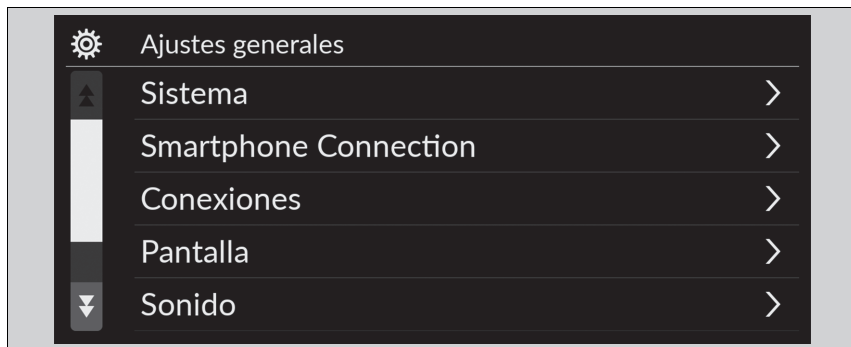 Ajustes generales
Sistema
Smartphone Connection
Conexiones
Pantalla
Sonido